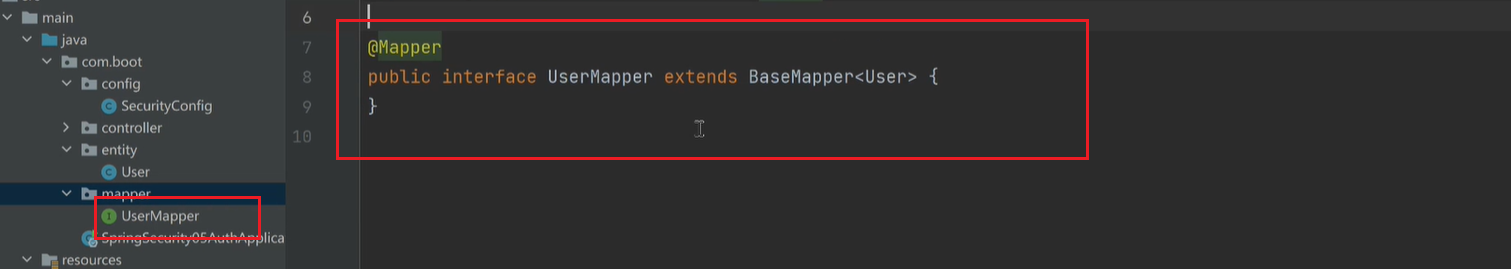 main
java
com.boot
config
SecurityConfig
controller
entity
User
mapper
UserMapper
SpringSecurity05AuthApplica
resources
6
7 @Mapper
8 public interface UserMapper extends BaseMapper<User> {
9 }
10